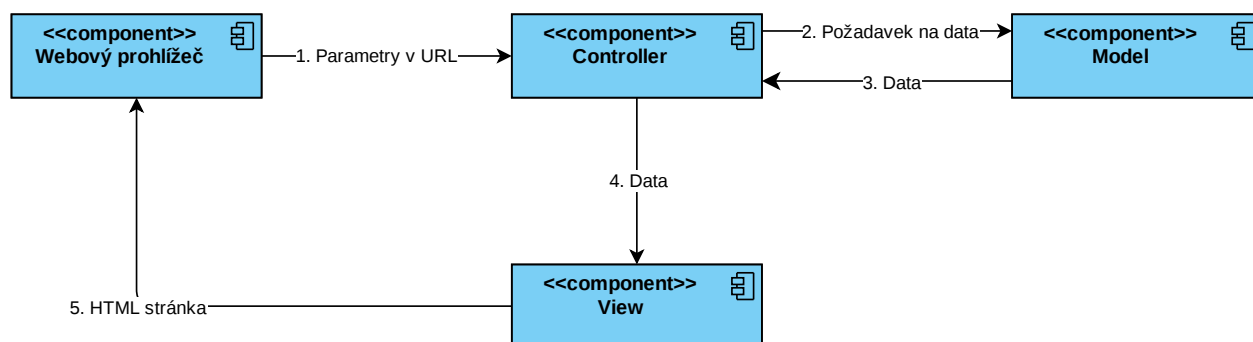 <<component>>
Webový prohlížeč
1. Parametry v URL
<<component>>
Controller
2. Požadavek na data
3. Data
<<component>>
Model
4. Data
<<component>>
View
5. HTML stránka